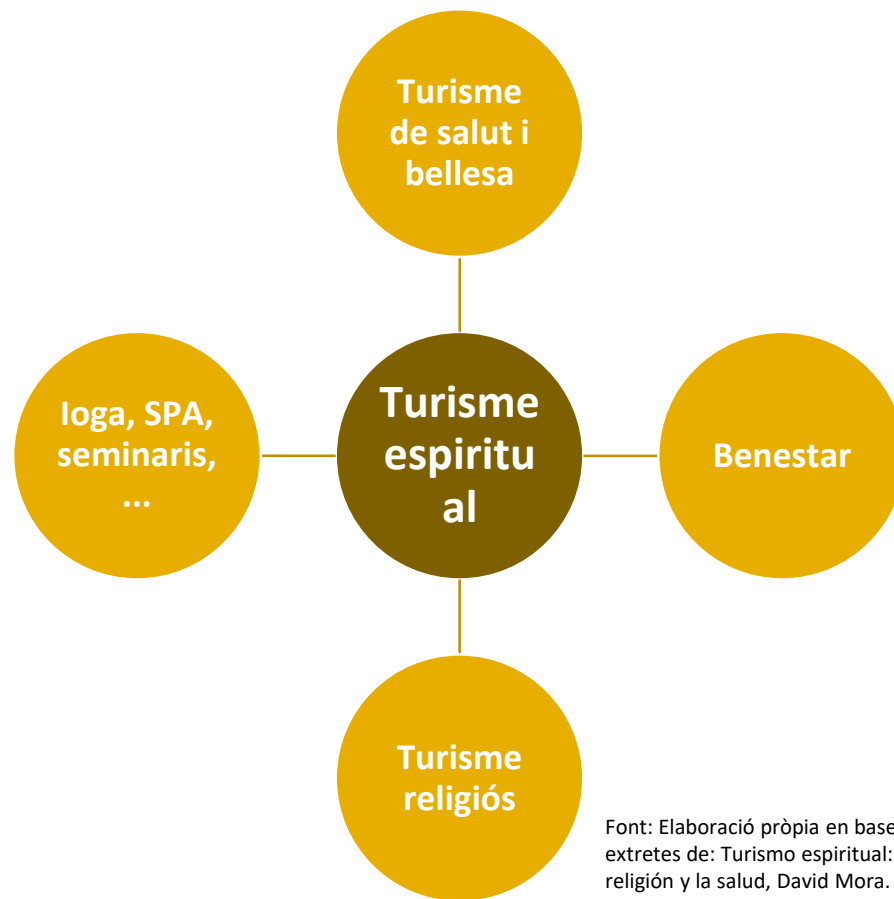 Turisme
de salut i
bellesa
Ioga, SPA,
seminaris,
...
Turisme
espiritu
al
Benestar
Turisme
religiós
Font: Elaboració pròpia en base
extretes de: Turismo espiritual:
religión y la salud, David Mora.